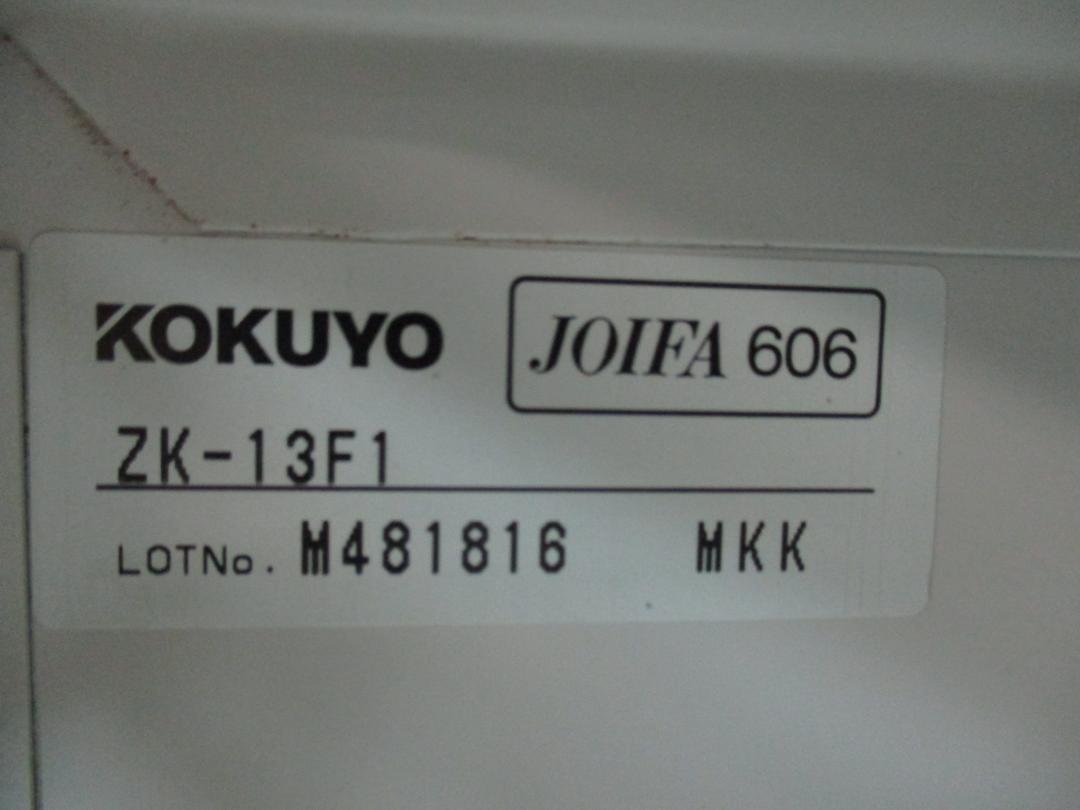 KOKUYO JOIFA 606
ZK-13F1
LOTNo. M481816 MKK